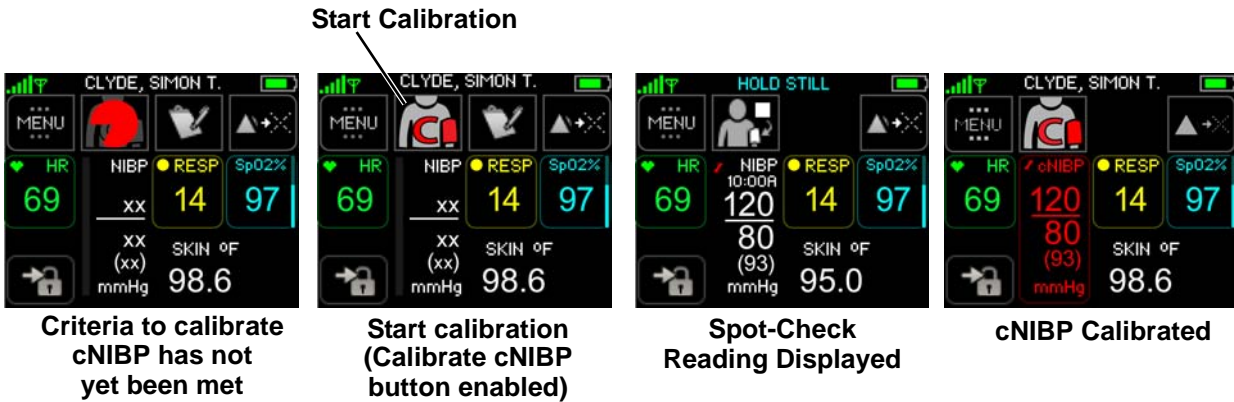 Start Calibration
CLYDE, SIMON T.
MENU
HR
NIBP
RESP
SpO2%
69
xx
14
97
xx
(xx)
mmHg
SKIN ºF
98.6
Criteria to calibrate
cNIBP has not
yet been met
CLYDE, SIMON T.
MENU
C
HR
NIBP
RESP
SpO2%
69
xx
14
97
xx
(xx)
mmHg
SKIN ºF
98.6
Start calibration
(Calibrate cNIBP
button enabled)
HOLD STILL
MENU
HR
NIBP
10:00A
RESP
SpO2%
69
120
14
97
80
(93)
mmHg
SKIN ºF
95.0
Spot-Check
Reading Displayed
CLYDE, SIMON T.
MENU
C
HR
cNIBP
RESP
SpO2%
69
120
14
97
80
(93)
mmHg
SKIN ºF
98.6
cNIBP Calibrated